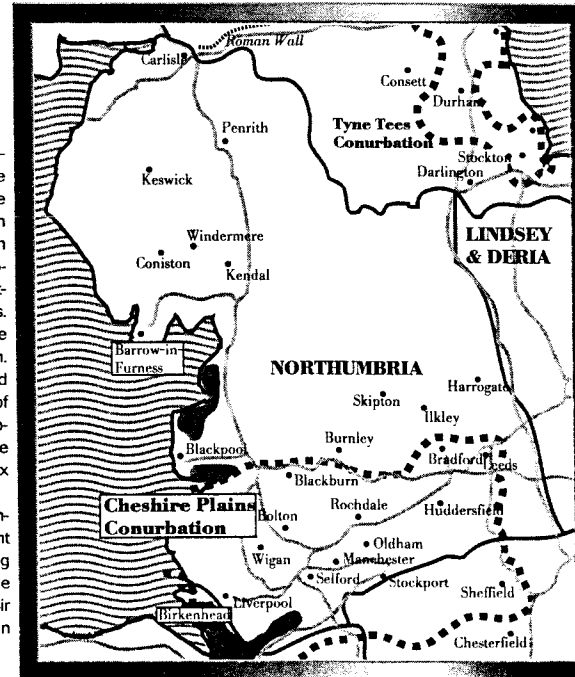 Roman Wall
Carlisle
Consett
Durham
Penrith
Tyne Tees
Conurbation
Stockton
Darlington
Keswick
Windermere
LINDSEY
& DERIA
Coniston
Kendal
Barrow-in-
Furness
NORTHUMBRIA
Harrogate
Skipton
Ilkley
Burnley
Blackpool
Bradford
Leeds
Blackburn
Cheshire Plains
Conurbation
Rochdale
Huddersfield
Bolton
Oldham
Wigan
Manchester
Selford
Stockport
Sheffield
Liverpool
Birkenhead
Chesterfield